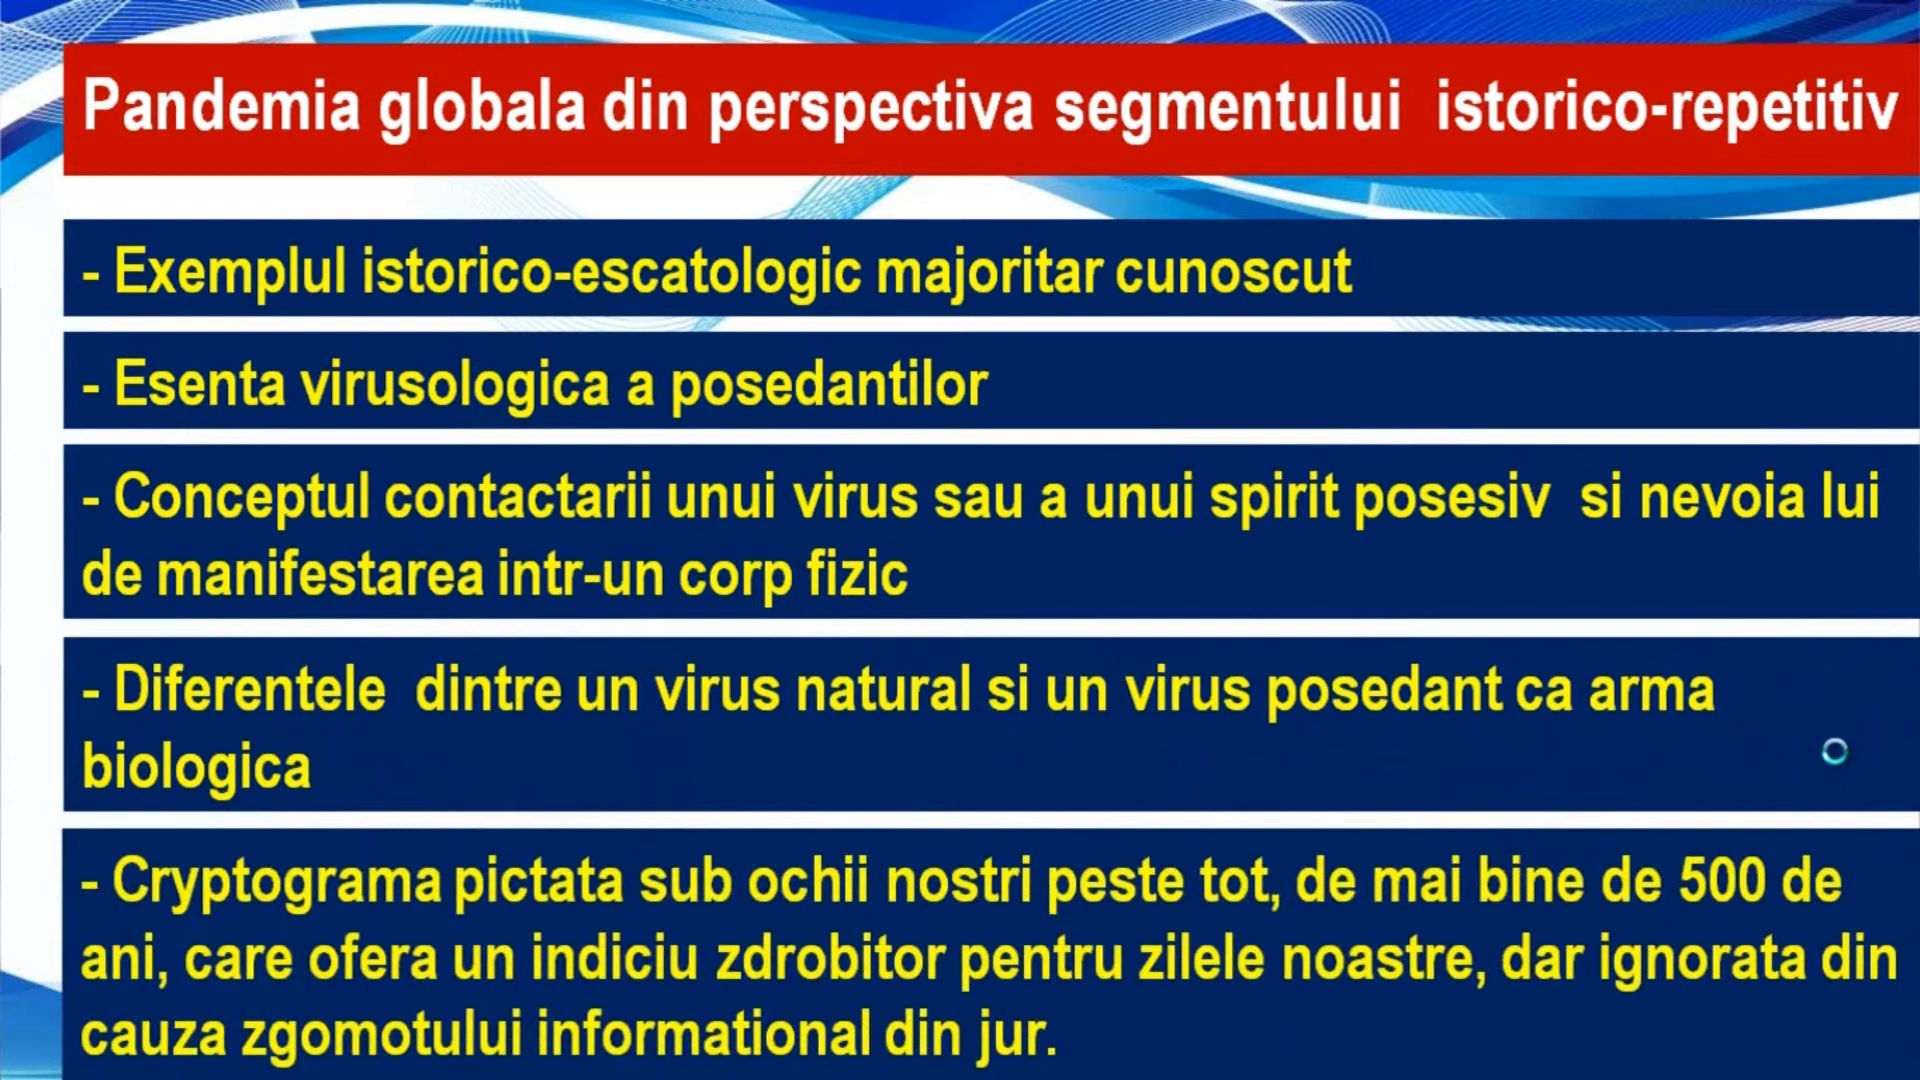 Pandemia globala din perspectiva segmentului istorico-repetitiv
- Exemplul istorico-escatologic majoritar cunoscut
- Esenta virusologica a posedantilor
- Conceptul contactarii unui virus sau a unui spirit posesiv si nevoia lui
de manifestarea intr-un corp fizic
- Diferentele dintre un virus natural si un virus posedant ca arma
biologica
- Cryptograma pictata sub ochii nostri peste tot, de mai bine de 500 de
ani, care ofera un indiciu zdrobitor pentru zilele noastre, dar ignorata din
cauza zgomotului informational din jur.